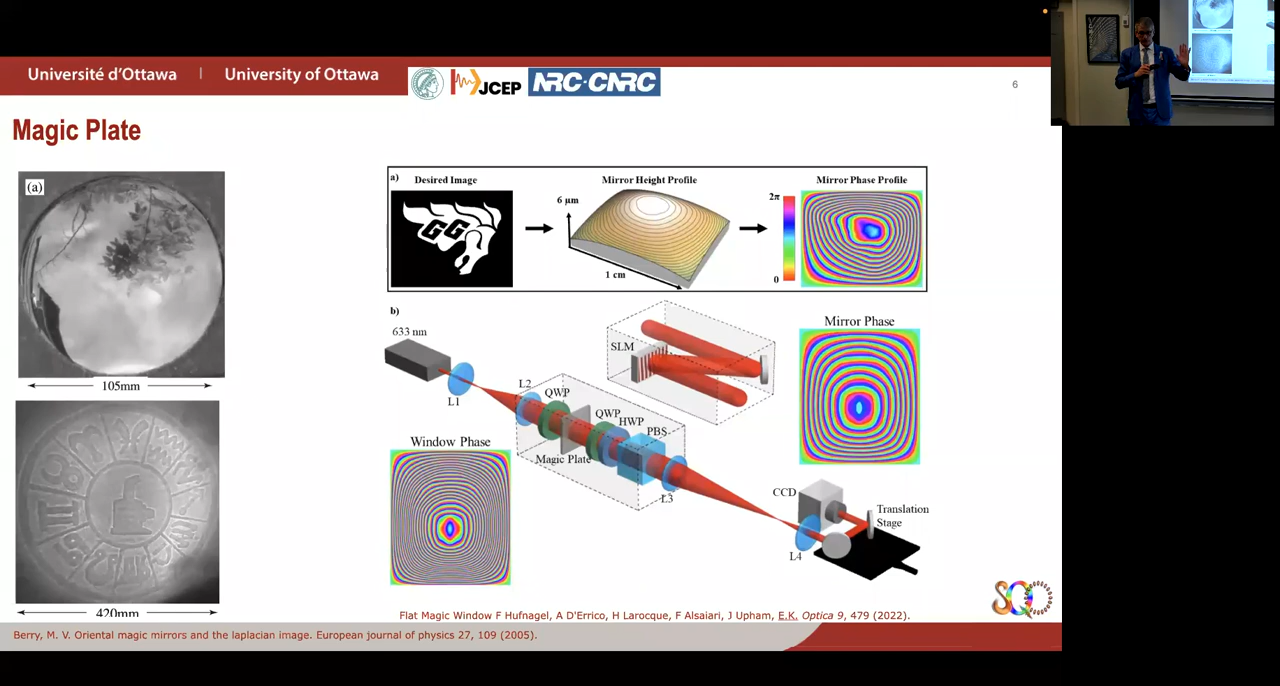 Université d'Ottawa | University of Ottawa
JCEP
NRC·CNRC
6
Magic Plate
(a)
105mm
420mm
a)
Desired Image
Mirror Height Profile
Mirror Phase Profile
GG
6 μm
1 cm
2π
0
b)
633 nm
L1
L2
QWP
Magic Plate
QWP
HWP
PBS
L3
SLM
Mirror Phase
Window Phase
CCD
L4
Translation
Stage
SQ
Flat Magic Window F Hufnagel, A D'Errico, H Larocque, F Alsaiari, J Upham, E.K. Optica 9, 479 (2022).
Berry, M. V. Oriental magic mirrors and the laplacian image. European journal of physics 27, 109 (2005).